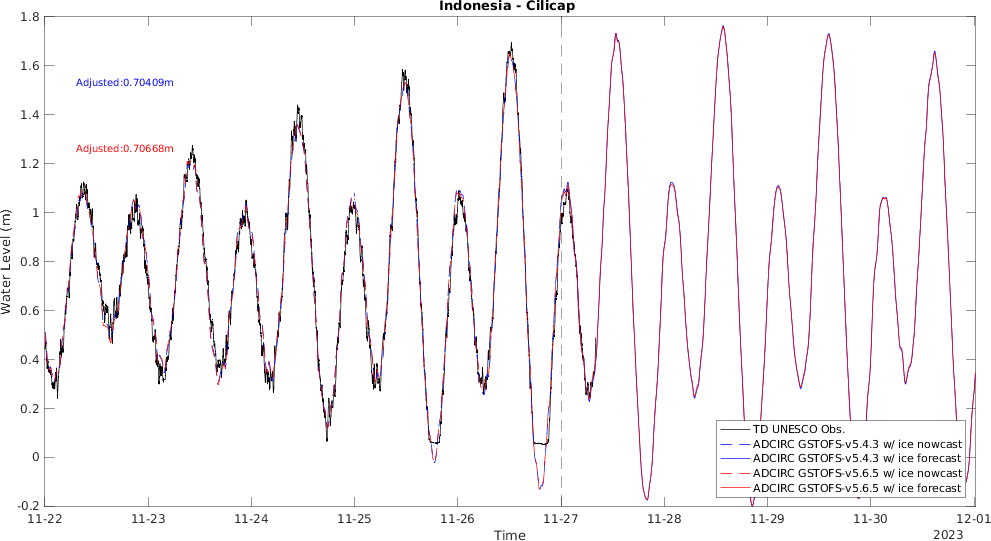 Indonesia - Cilicap
Adjusted:0.70409m
Adjusted:0.70668m
Water Level (m)
1.8
1.6
1.4
1.2
1
0.8
0.6
0.4
0.2
0
-0.2
TD UNESCO Obs.
ADCIRC GSTOFS-v5.4.3 w/ ice nowcast
ADCIRC GSTOFS-v5.4.3 w/ ice forecast
ADCIRC GSTOFS-v5.6.5 w/ ice nowcast
ADCIRC GSTOFS-v5.6.5 w/ ice forecast
11-22 11-23 11-24 11-25 11-26 11-27 11-28 11-29 11-30 12-01
Time
2023